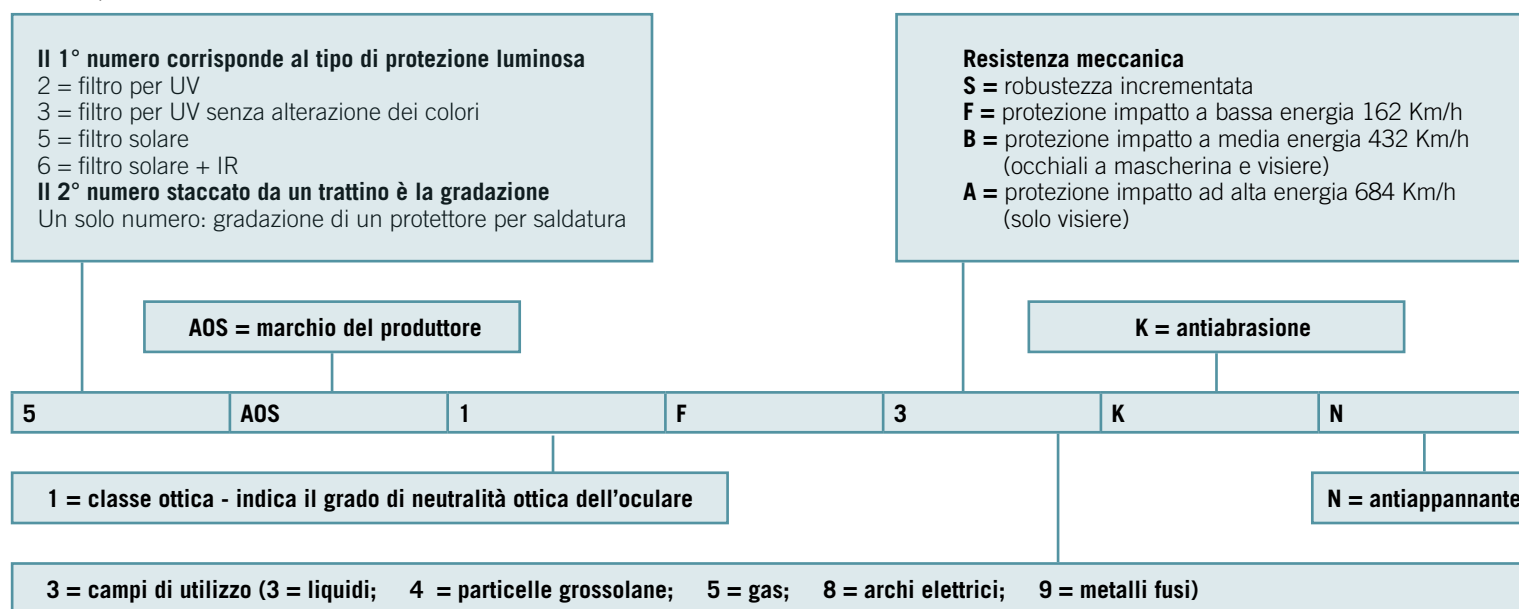 Il 1° numero corrisponde al tipo di protezione luminosa
2 = filtro per UV
3 = filtro per UV senza alterazione dei colori
5 = filtro solare
6 = filtro solare + IR
Il 2° numero staccato da un trattino è la gradazione
Un solo numero: gradazione di un protettore per saldatura
Resistenza meccanica
S = robustezza incrementata
F = protezione impatto a bassa energia 162 Km/h
B = protezione impatto a media energia 432 Km/h
(occhiali a mascherina e visiere)
A = protezione impatto ad alta energia 684 Km/h
(solo visiere)
AOS = marchio del produttore
K = antiabrasione
5 AOS 1 F 3 K N
1 = classe ottica - indica il grado di neutralità ottica dell'oculare
N = antiappannante
3 = campi di utilizzo (3 = liquidi; 4 = particelle grossolane; 5 = gas; 8 = archi elettrici; 9 = metalli fusi)